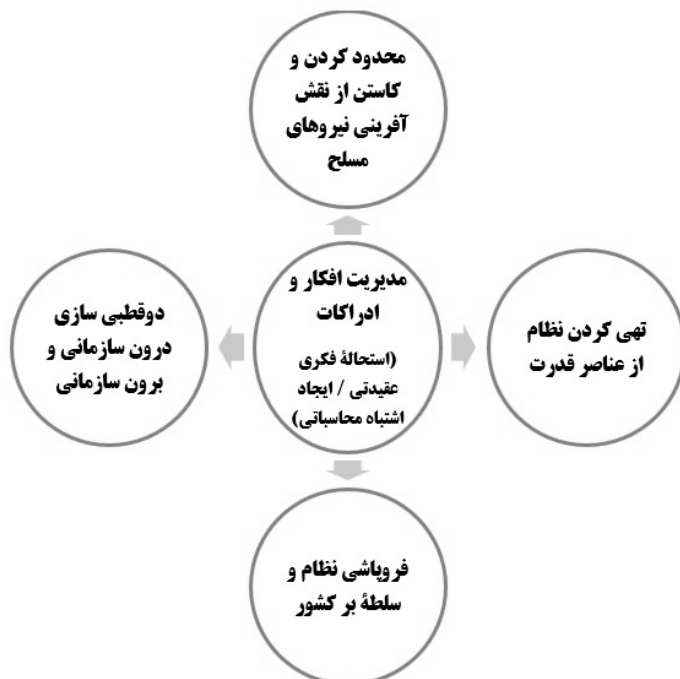 محدود کردن و
کاستن از نقش
آفرینی نیروهای
مسلح
مدیریت افکار و
ادراکات
(استحالهٔ فکری
عقیدتی / ایجاد
اشتباه محاسباتی)
تهی کردن نظام
از عناصر قدرت
دوقطبی سازی
درون سازمانی و
برون سازمانی
فروپاشی نظام و
سلطهٔ بر کشور